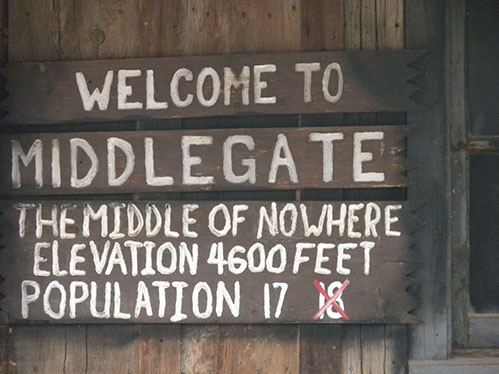 WELCOME TO
MIDDLEGATE
THE MIDDLE OF NOWHERE
ELEVATION 4600 FEET
POPULATION 17 18